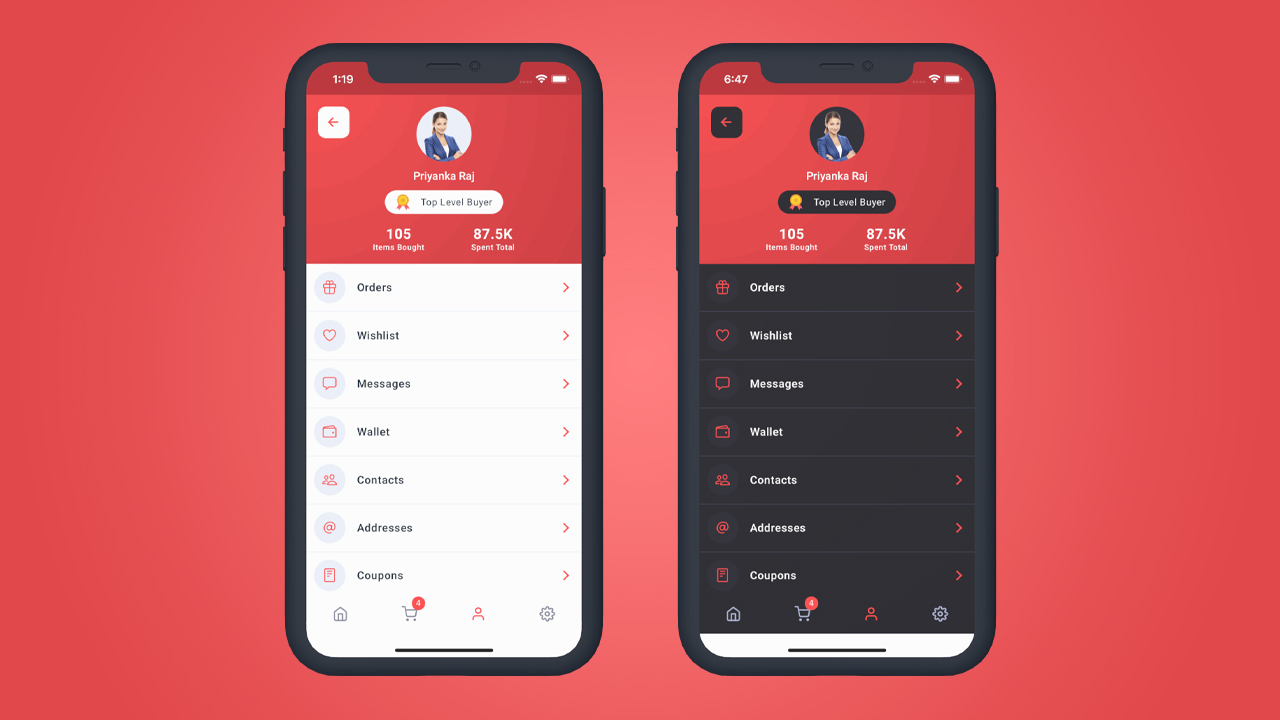 1:19
Priyanka Raj
Top Level Buyer
105 87.5K
Items Bought Spent Total
Orders
Wishlist
Messages
Wallet
Contacts
Addresses
Coupons
4
6:47
Priyanka Raj
Top Level Buyer
105 87.5K
Items Bought Spent Total
Orders
Wishlist
Messages
Wallet
Contacts
Addresses
Coupons
4